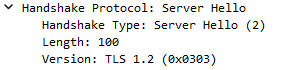 Handshake Protocol: Server Hello
Handshake Type: Server Hello (2)
Length: 100
Version: TLS 1.2 (0x0303)